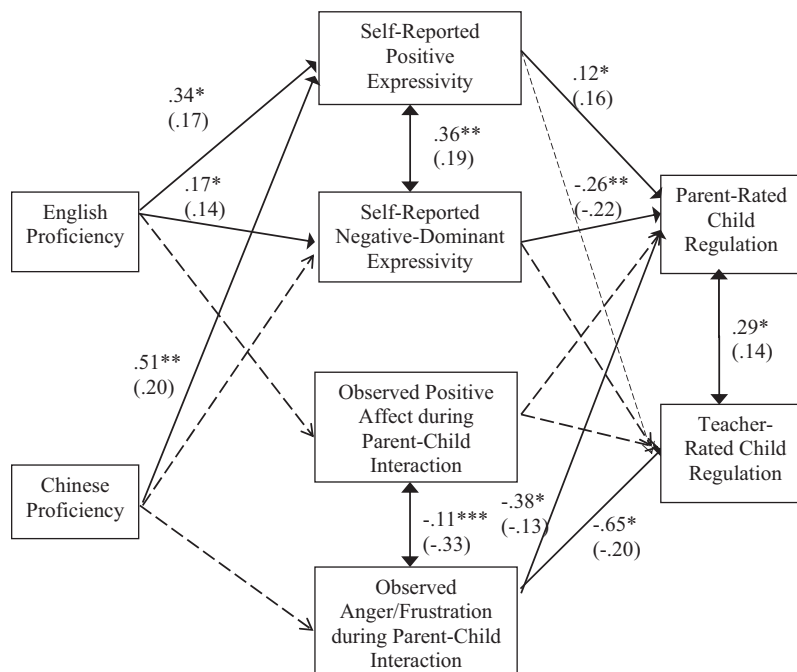 Self-Reported
Positive
Expressivity
.34*
(.17)
.12*
(.16)
.36**
(.19)
.17*
(.14)
English
Proficiency
Self-Reported
Negative-Dominant
Expressivity
-.26**
(-.22)
Parent-Rated
Child
Regulation
.29*
(.14)
.51**
(.20)
Observed Positive
Affect during
Parent-Child
Interaction
Teacher-
Rated Child
Regulation
Chinese
Proficiency
-.11***
(-.33)
-.38*
(-.13)
-.65*
(-.20)
Observed
Anger/Frustration
during Parent-Child
Interaction